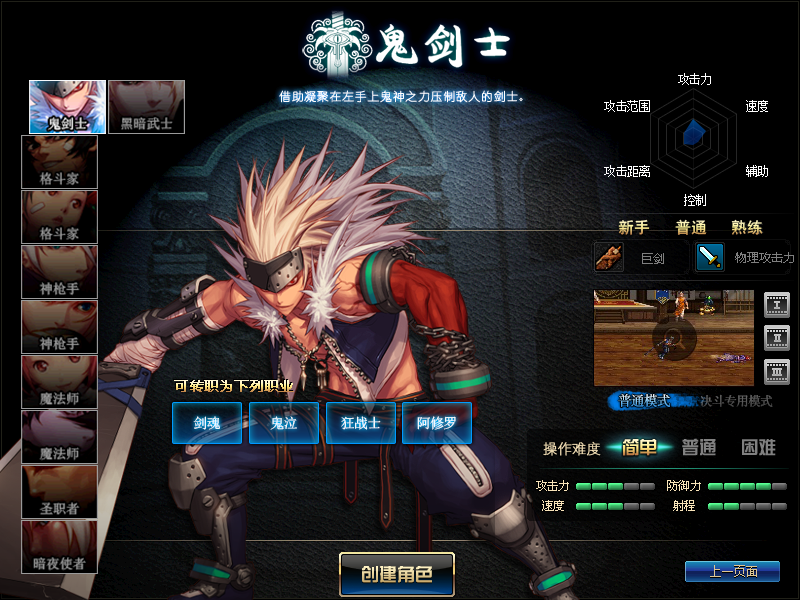 鬼剑士
借助凝聚在左手上鬼神之力压制敌人的剑士。
鬼剑士
黑暗武士
格斗家
格斗家
神枪手
神枪手
魔法师
魔法师
圣职者
暗夜使者
攻击力
攻击范围
速度
攻击距离
辅助
控制
新手 普通 熟练
巨剑
物理攻击力
I
II
III
普通模式
决斗专用模式
可转职为下列职业
剑魂
鬼泣
狂战士
阿修罗
操作难度 简单 普通 困难
攻击力
防御力
速度
射程
创建角色
上一页面